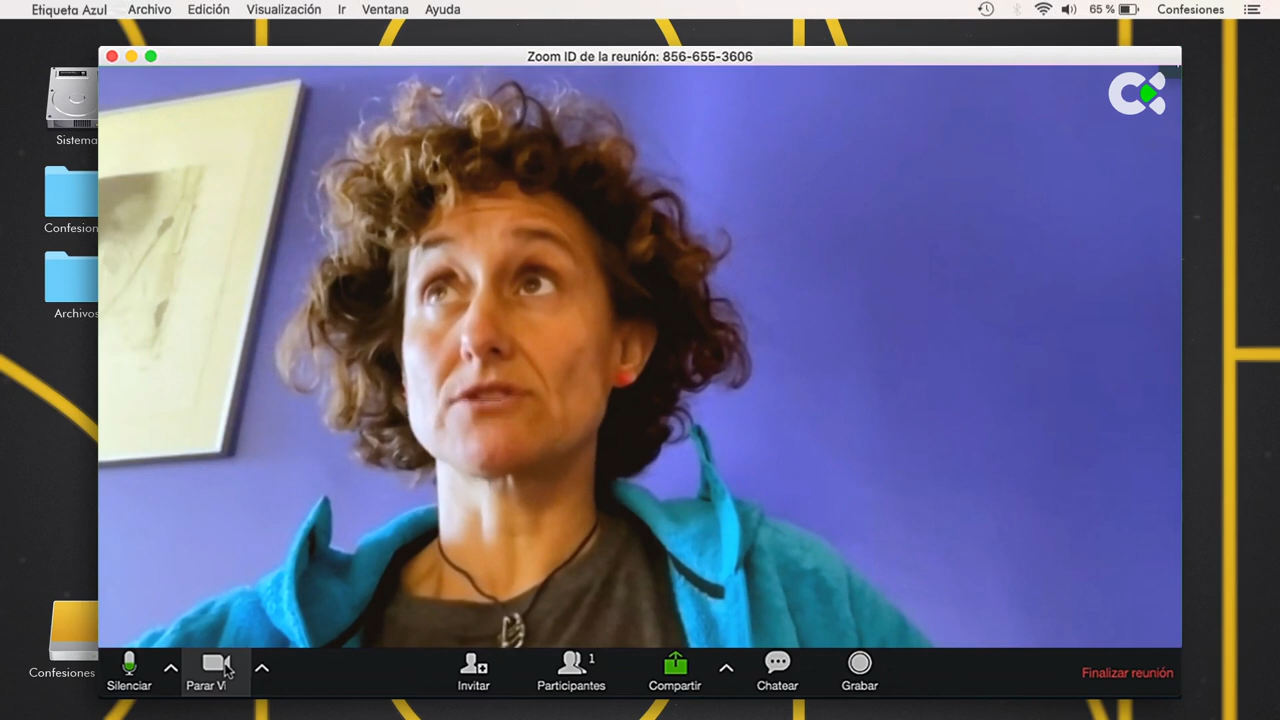 Etiqueta Azul Archivo Edición Visualización Ir Ventana Ayuda 65 % Confesiones
Zoom ID de la reunión: 856-655-3606
Sistema
Confesion
Archivos
Confesiones
Silenciar Parar Vi Invitar Participantes 1 Compartir Chatear Grabar Finalizar reunión